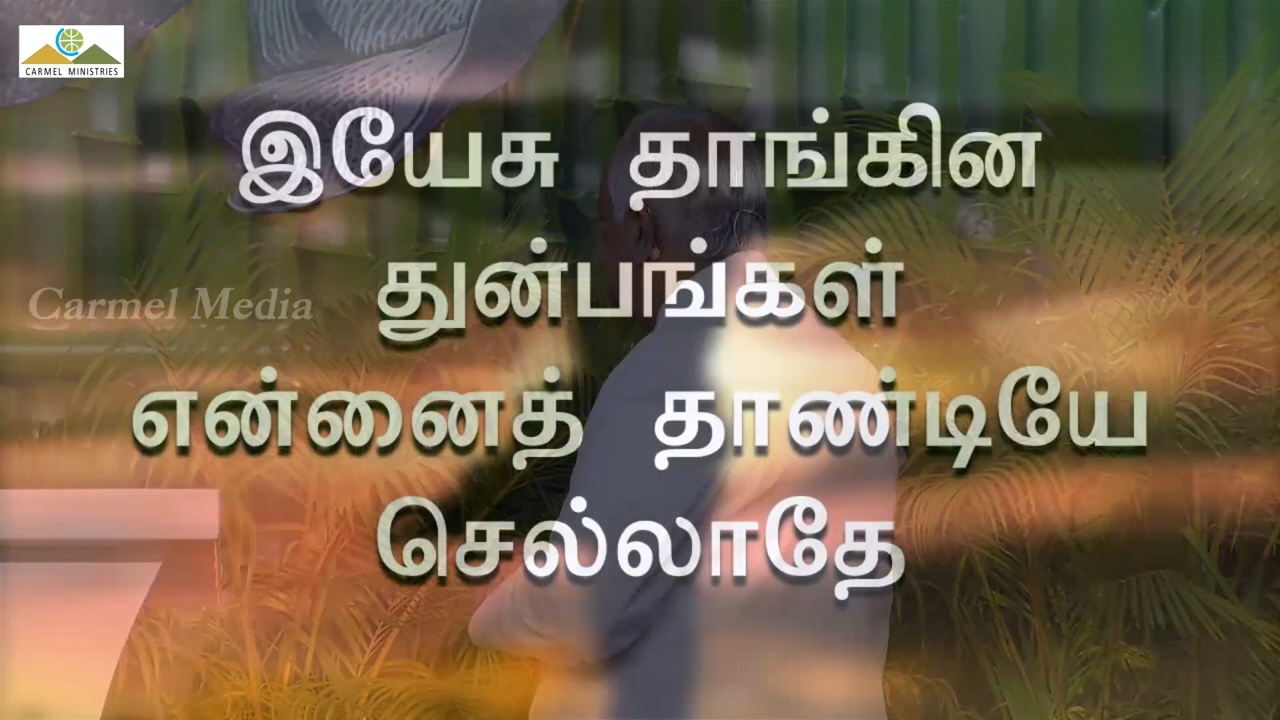 CARMEL MINISTRIES
இயேசு தாங்கின
துன்பங்கள்
Carmel Media
என்னைத் தாண்டியே
செல்லாதே